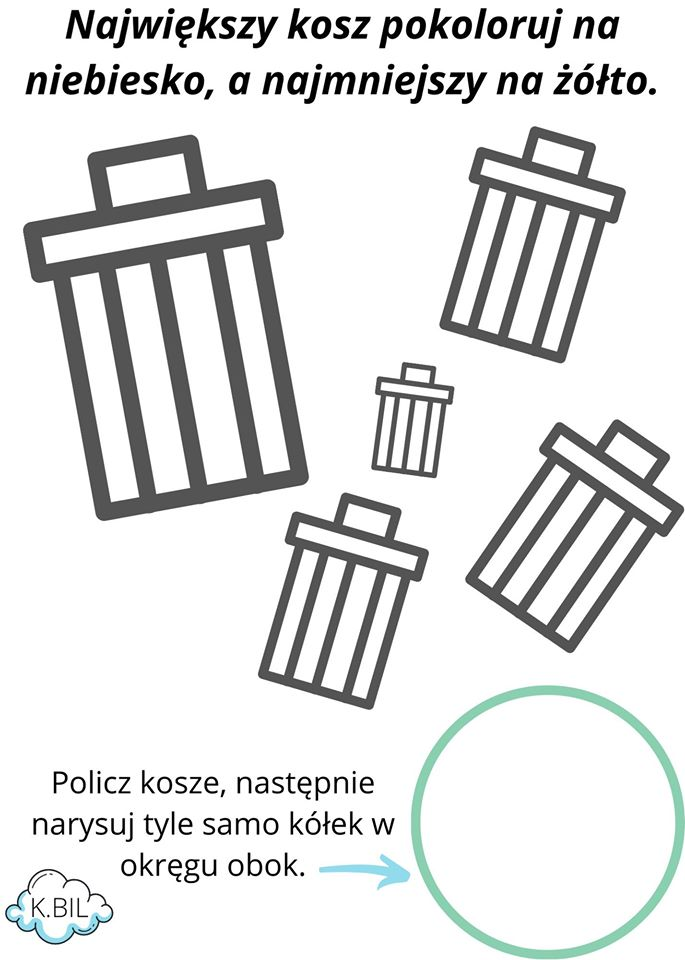 Największy kosz pokoloruj na
niebiesko, a najmniejszy na żółto.
Policz kosze, następnie
narysuj tyle samo kółek w
okręgu obok.
K.BIL